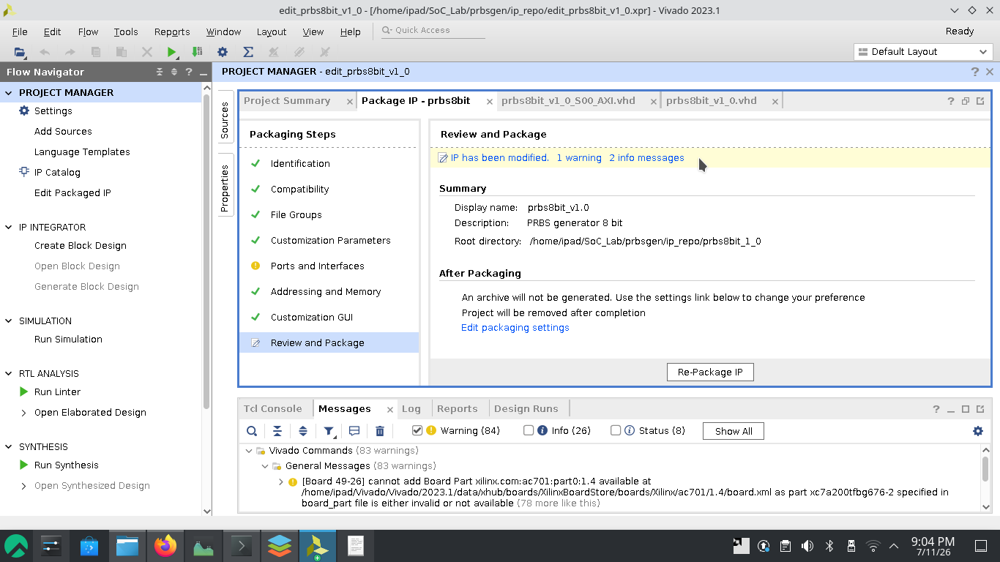 edit_prbs8bit_v1_0 - [/home/ipad/SoC_Lab/prbsgen/ip_repo/edit_prbs8bit_v1_0.xpr] - Vivado 2023.1
File Edit Flow Tools Reports Window Layout View Help Quick Access Ready
Default Layout
Flow Navigator
PROJECT MANAGER
Settings
Add Sources
Language Templates
IP Catalog
Edit Packaged IP
IP INTEGRATOR
Create Block Design
Open Block Design
Generate Block Design
SIMULATION
Run Simulation
RTL ANALYSIS
Run Linter
Open Elaborated Design
SYNTHESIS
Run Synthesis
Open Synthesized Design
PROJECT MANAGER - edit_prbs8bit_v1_0
Sources
Properties
Project Summary Package IP - prbs8bit prbs8bit_v1_0_S00_AXI.vhd prbs8bit_v1_0.vhd
Packaging Steps
Identification
Compatibility
File Groups
Customization Parameters
Ports and Interfaces
Addressing and Memory
Customization GUI
Review and Package
Review and Package
IP has been modified. 1 warning 2 info messages
Summary
Display name: prbs8bit_v1.0
Description: PRBS generator 8 bit
Root directory: /home/ipad/SoC_Lab/prbsgen/ip_repo/prbs8bit_1_0
After Packaging
An archive will not be generated. Use the settings link below to change your preference
Project will be removed after completion
Edit packaging settings
Re-Package IP
Tcl Console Messages Log Reports Design Runs
Warning (84) Info (26) Status (8) Show All
Vivado Commands (83 warnings)
General Messages (83 warnings)
[Board 49-26] cannot add Board Part xilinx.com:ac701:part0:1.4 available at
/home/ipad/Vivado/Vivado/2023.1/data/xhub/boards/XilinxBoardStore/boards/Xilinx/ac701/1.4/board.xml as part xc7a200tfbg676-2 specified in
board_part file is either invalid or not available (78 more like this)
9:04 PM
7/11/26